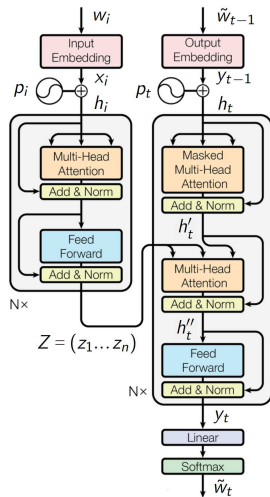 w_i
Input
Embedding
x_i
p_i
h_i
Multi-Head
Attention
Add & Norm
Feed
Forward
Add & Norm
N×
Z = (z_1 … z_n)
w̃_{t−1}
Output
Embedding
y_{t−1}
p_t
h_t
Masked
Multi-Head
Attention
Add & Norm
h′_t
Multi-Head
Attention
Add & Norm
h″_t
Feed
Forward
Add & Norm
N×
y_t
Linear
Softmax
w̃_t